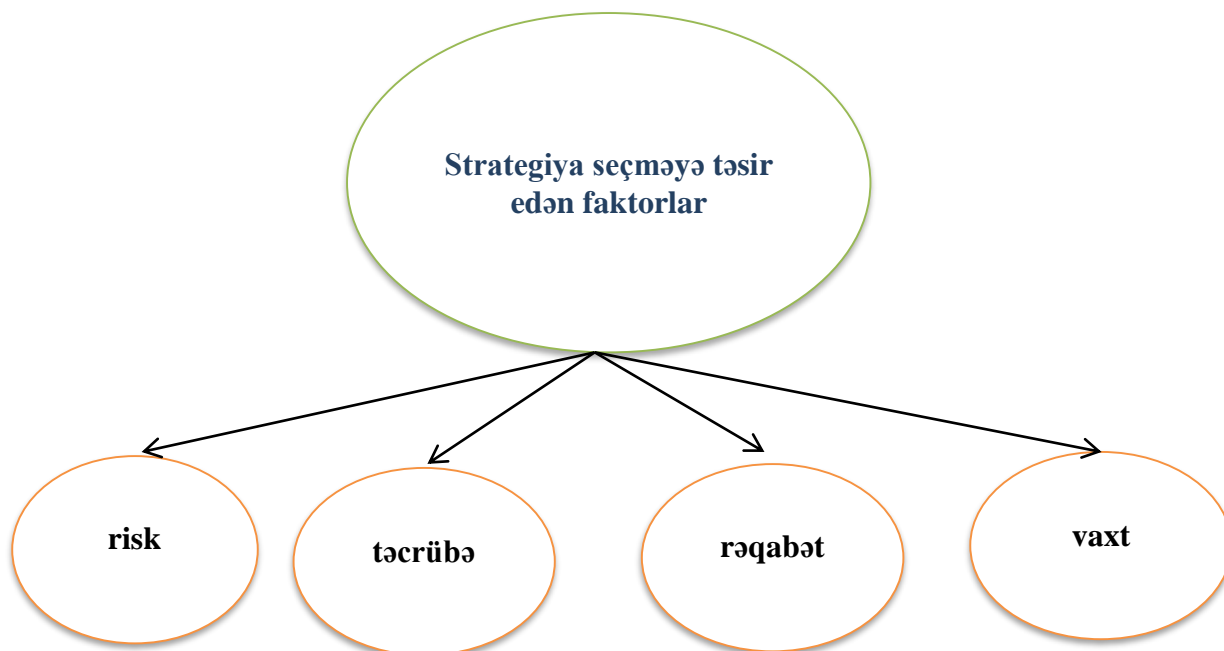 Strategiya seçməyə təsir
edən faktorlar
risk
təcrübə
rəqabət
vaxt